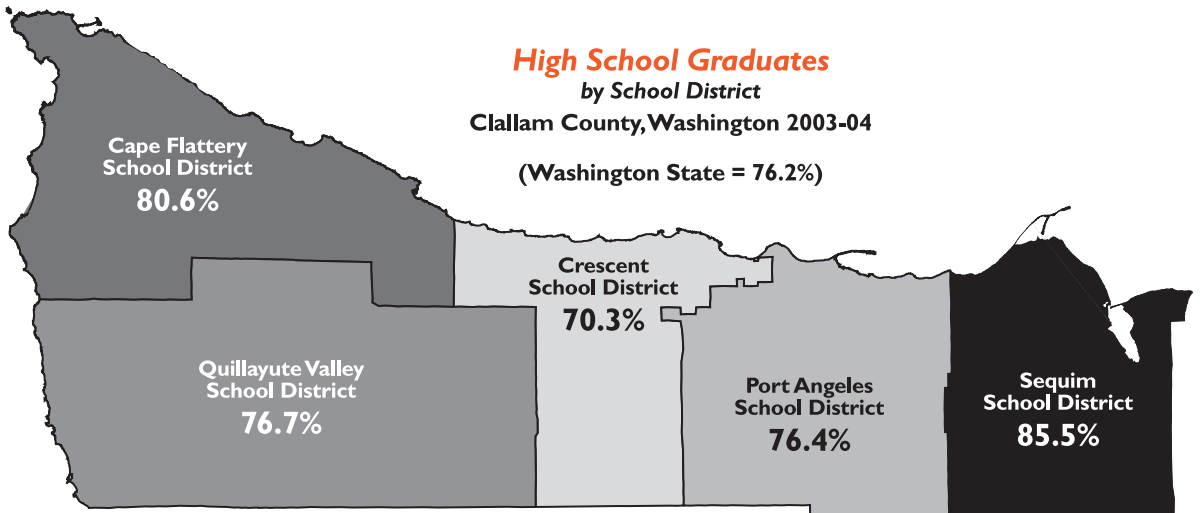 High School Graduates
by School District
Clallam County, Washington 2003-04
(Washington State = 76.2%)
Cape Flattery
School District
80.6%
Crescent
School District
70.3%
Quillayute Valley
School District
76.7%
Port Angeles
School District
76.4%
Sequim
School District
85.5%